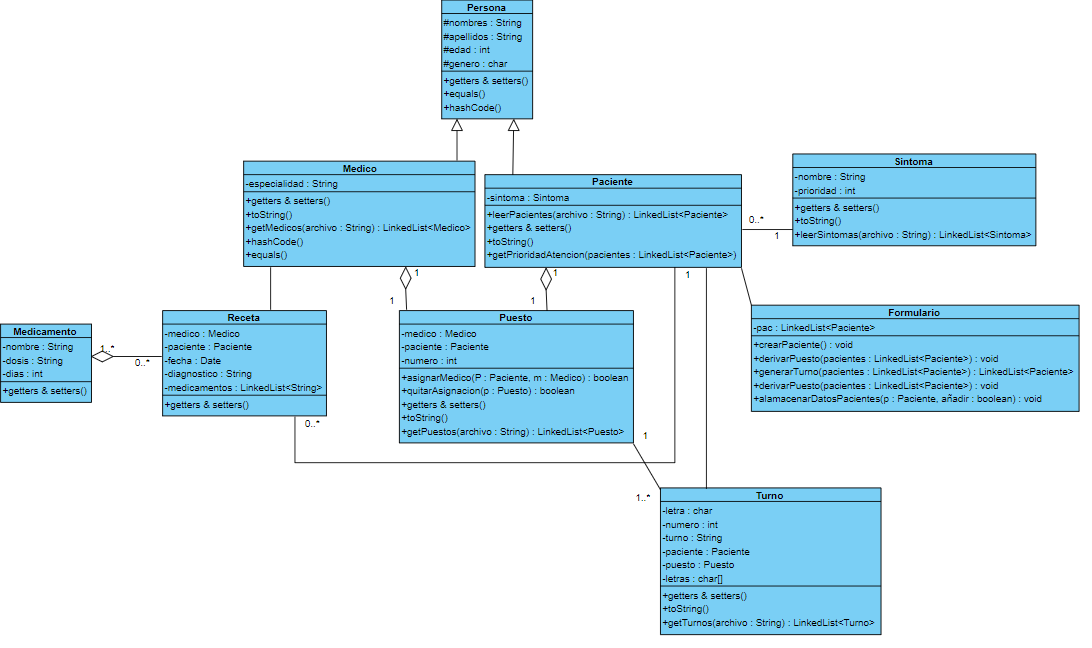 Persona
#nombres : String
#apellidos : String
#edad : int
#genero : char
+getters & setters()
+equals()
+hashCode()
Medico
-especialidad : String
+getters & setters()
+toString()
+getMedicos(archivo : String) : LinkedList<Medico>
+hashCode()
+equals()
Paciente
-sintoma : Sintoma
+leerPacientes(archivo : String) : LinkedList<Paciente>
+getters & setters()
+toString()
+getPrioridadAtencion(pacientes : LinkedList<Paciente>)
0..*
1
Sintoma
-nombre : String
-prioridad : int
+getters & setters()
+toString()
+leerSintomas(archivo : String) : LinkedList<Sintoma>
1
1
1
1
1
Medicamento
-nombre : String
-dosis : String
-dias : int
+getters & setters()
1..*
0..*
Receta
-medico : Medico
-paciente : Paciente
-fecha : Date
-diagnostico : String
-medicamentos : LinkedList<String>
+getters & setters()
0..*
Puesto
-medico : Medico
-paciente : Paciente
-numero : int
+asignarMedico(P : Paciente, m : Medico) : boolean
+quitarAsignacion(p : Puesto) : boolean
+getters & setters()
+toString()
+getPuestos(archivo : String) : LinkedList<Puesto>
1
1..*
Formulario
-pac : LinkedList<Paciente>
+crearPaciente() : void
+derivarPuesto(pacientes : LinkedList<Paciente>) : void
+generarTurno(pacientes : LinkedList<Paciente>) : LinkedList<Paciente>
+derivarPuesto(pacientes : LinkedList<Paciente>) : void
+alamacenarDatosPacientes(p : Paciente, añadir : boolean) : void
Turno
-letra : char
-numero : int
-turno : String
-paciente : Paciente
-puesto : Puesto
-letras : char[]
+getters & setters()
+toString()
+getTurnos(archivo : String) : LinkedList<Turno>